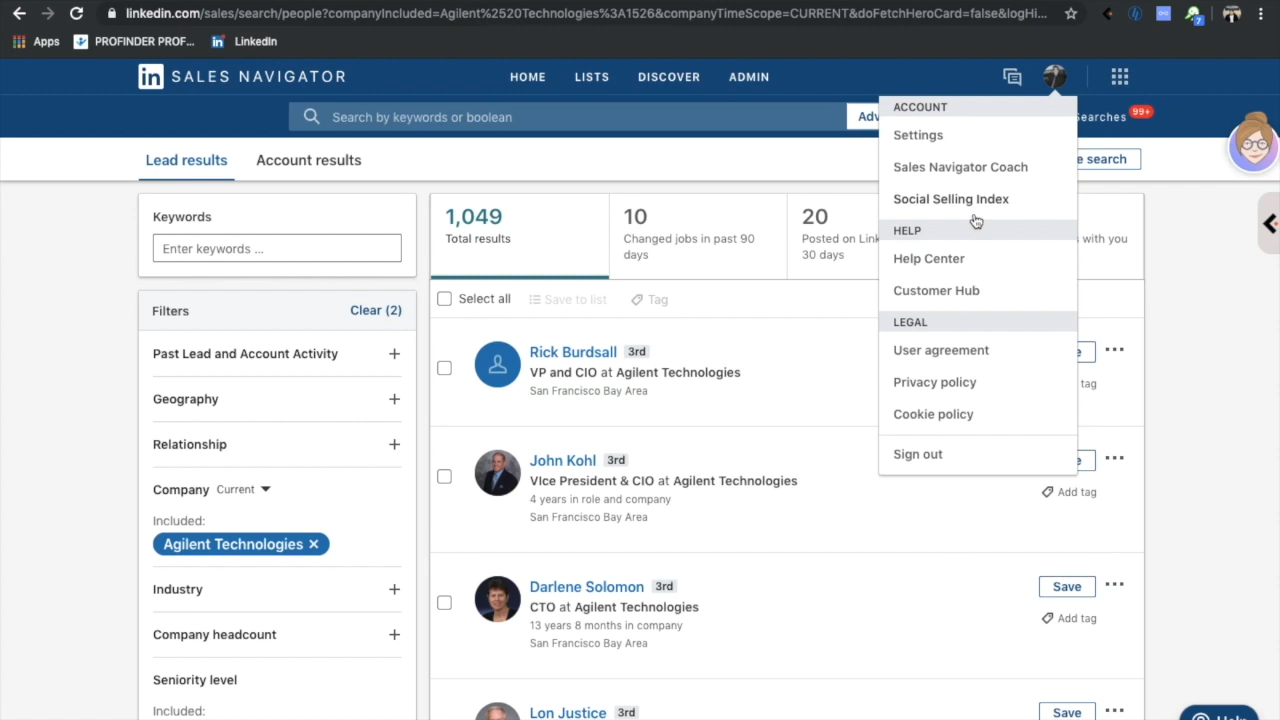 linkedin.com/sales/search/people?companyIncluded=Agilent%2520Technologies%3A1526&companyTimeScope=CURRENT&doFetchHeroCard=false&logHi...
7
Apps PROFINDER PROF... LinkedIn
in SALES NAVIGATOR HOME LISTS DISCOVER ADMIN
Search by keywords or boolean
Adv
earches 99+
Lead results Account results
e search
ACCOUNT
Settings
Sales Navigator Coach
Social Selling Index
HELP
Help Center
Customer Hub
LEGAL
User agreement
Privacy policy
Cookie policy
Sign out
Keywords
Enter keywords ...
Filters Clear (2)
Past Lead and Account Activity +
Geography +
Relationship +
Company Current
Included:
Agilent Technologies ×
Industry +
Company headcount +
Seniority level
Included:
1,049
Total results
10
Changed jobs in past 90
days
20
Posted on Link
30 days
s with you
Select all Save to list Tag
Rick Burdsall 3rd
VP and CIO at Agilent Technologies
San Francisco Bay Area
e ...
tag
John Kohl 3rd
VIce President & CIO at Agilent Technologies
4 years in role and company
San Francisco Bay Area
e ...
Add tag
Darlene Solomon 3rd
CTO at Agilent Technologies
13 years 8 months in company
San Francisco Bay Area
Save ...
Add tag
Lon Justice 3rd
Save ...
Help